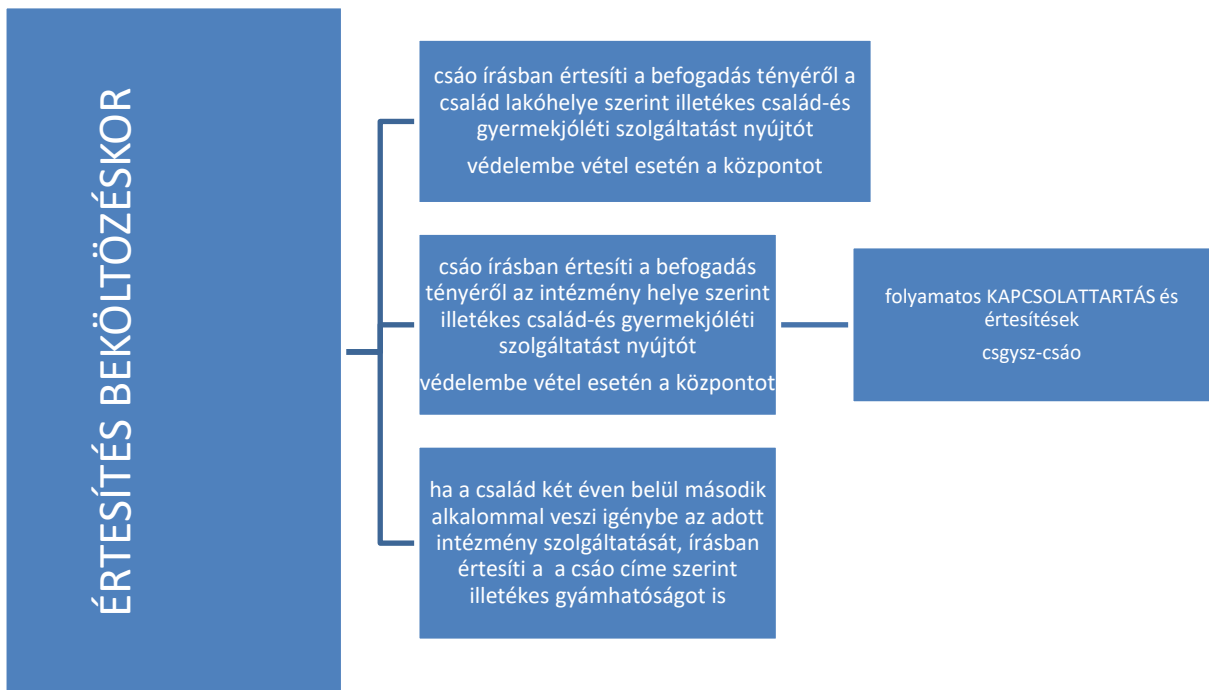 ÉRTESÍTÉS BEKÖLTÖZÉSKOR
csáo írásban értesíti a befogadás tényéről a
család lakóhelye szerint illetékes család-és
gyermekjóléti szolgáltatást nyújtót
védelembe vétel esetén a központot
csáo írásban értesíti a befogadás
tényéről az intézmény helye szerint
illetékes család-és gyermekjóléti
szolgáltatást nyújtót
védelembe vétel esetén a központot
folyamatos KAPCSOLATTARTÁS és
értesítések
csgysz-csáo
ha a család két éven belül második
alkalommal veszi igénybe az adott
intézmény szolgáltatását, írásban
értesíti a  a csáo címe szerint
illetékes gyámhatóságot is